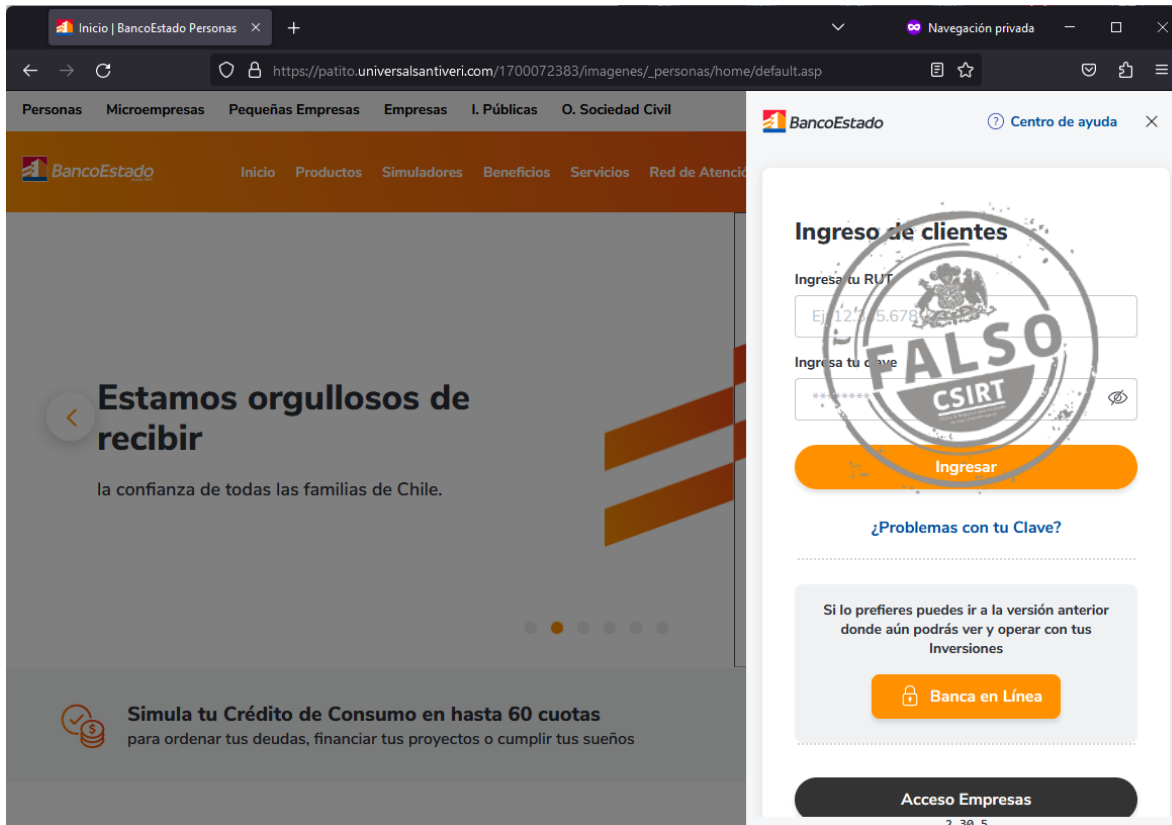 Inicio | BancoEstado Personas
Navegación privada
https://patito.universalsantiveri.com/1700072383/imagenes/_personas/home/default.asp
Personas Microempresas Pequeñas Empresas Empresas I. Públicas O. Sociedad Civil
BancoEstado
Inicio Productos Simuladores Beneficios Servicios Red de Atenció
Estamos orgullosos de
recibir
la confianza de todas las familias de Chile.
Simula tu Crédito de Consumo en hasta 60 cuotas
para ordenar tus deudas, financiar tus proyectos o cumplir tus sueños
BancoEstado
Centro de ayuda
Ingreso de clientes
Ingresa tu RUT
FALSO
CSIRT
Ingresa tu clave
********
Ingresar
¿Problemas con tu Clave?
Si lo prefieres puedes ir a la versión anterior
donde aún podrás ver y operar con tus
Inversiones
Banca en Línea
Acceso Empresas